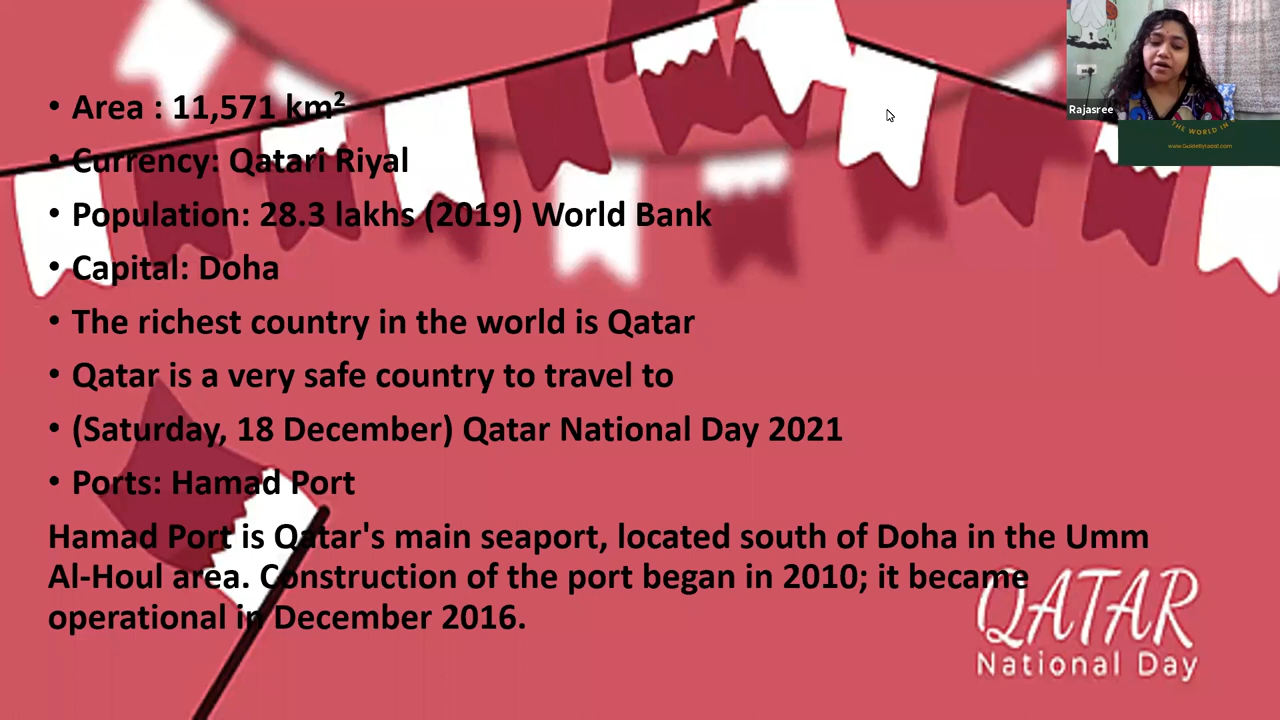 • Area : 11,571 km²
• Currency: Qatari Riyal
• Population: 28.3 lakhs (2019) World Bank
• Capital: Doha
• The richest country in the world is Qatar
• Qatar is a very safe country to travel to
• (Saturday, 18 December) Qatar National Day 2021
• Ports: Hamad Port
Hamad Port is Qatar's main seaport, located south of Doha in the Umm
Al-Houl area. Construction of the port began in 2010; it became
operational in December 2016.
QATAR
National Day
Rajasree
THE WORLD IN